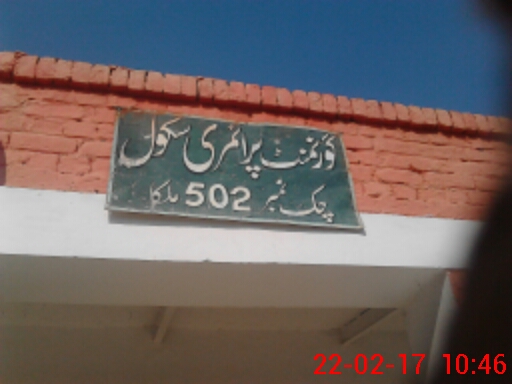 گورنمنٹ پرائمری سکول
چک نمبر 502 ملکا
22-02-17 10:46